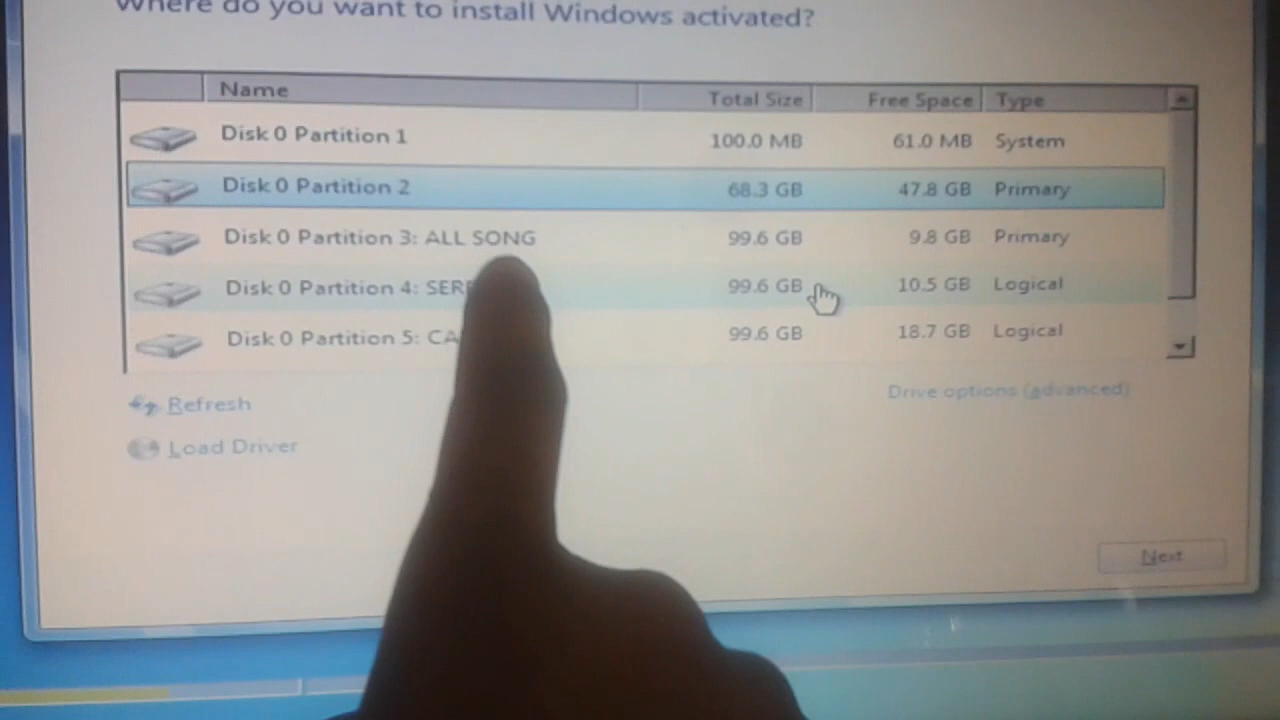 Where do you want to install Windows activated?
Name Total Size Free Space Type
Disk 0 Partition 1 100.0 MB 61.0 MB System
Disk 0 Partition 2 68.3 GB 47.8 GB Primary
Disk 0 Partition 3: ALL SONG 99.6 GB 9.8 GB Primary
Disk 0 Partition 4: 99.6 GB 10.5 GB Logical
Disk 0 Partition 5: 99.6 GB 18.7 GB Logical
Refresh Drive options (advanced)
Load Driver
Next